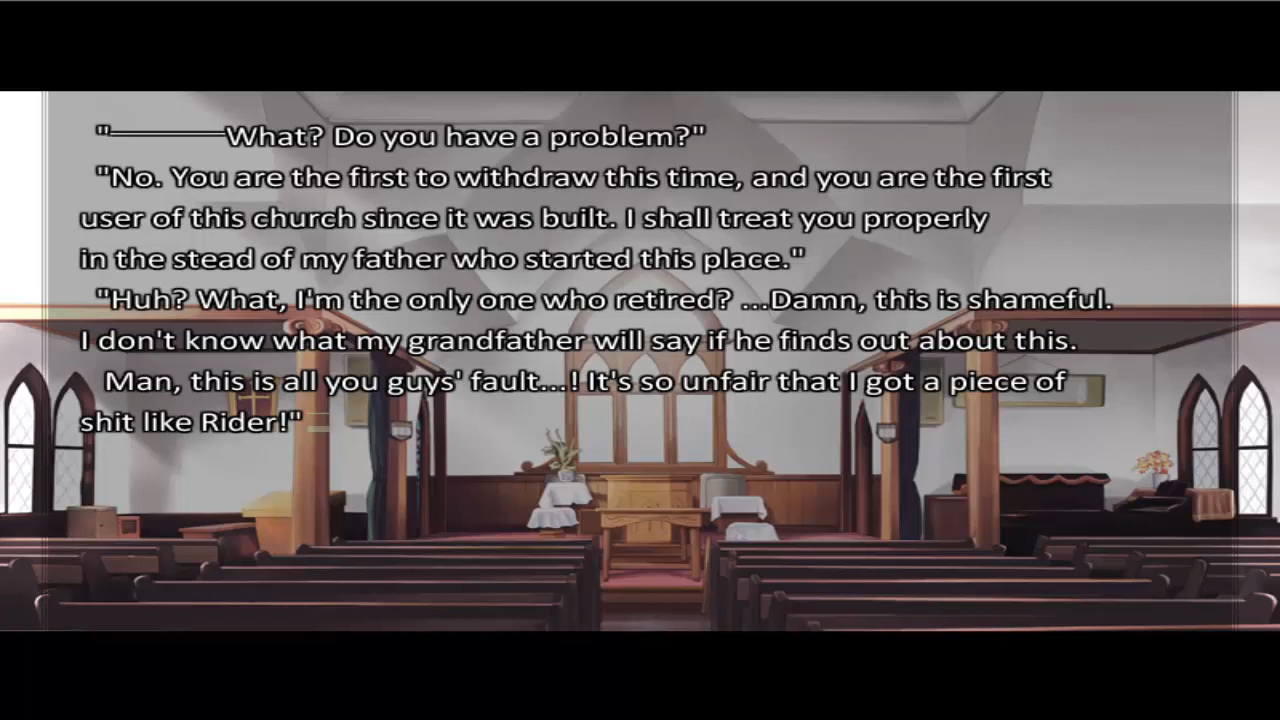 "————What? Do you have a problem?"
"No. You are the first to withdraw this time, and you are the first
user of this church since it was built. I shall treat you properly
in the stead of my father who started this place."
"Huh? What, I'm the only one who retired? ...Damn, this is shameful.
I don't know what my grandfather will say if he finds out about this.
Man, this is all you guys' fault...! It's so unfair that I got a piece of
shit like Rider!"